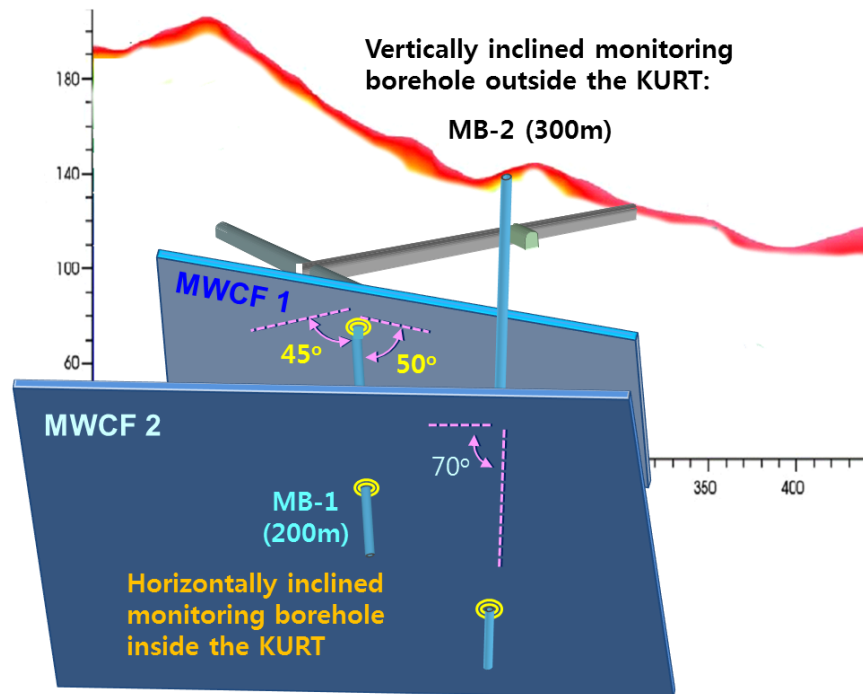 Vertically inclined monitoring
borehole outside the KURT:
MB-2 (300m)
180
140
100
60
MWCF 1
45°
50°
MWCF 2
70°
350
400
MB-1
(200m)
Horizontally inclined
monitoring borehole
inside the KURT